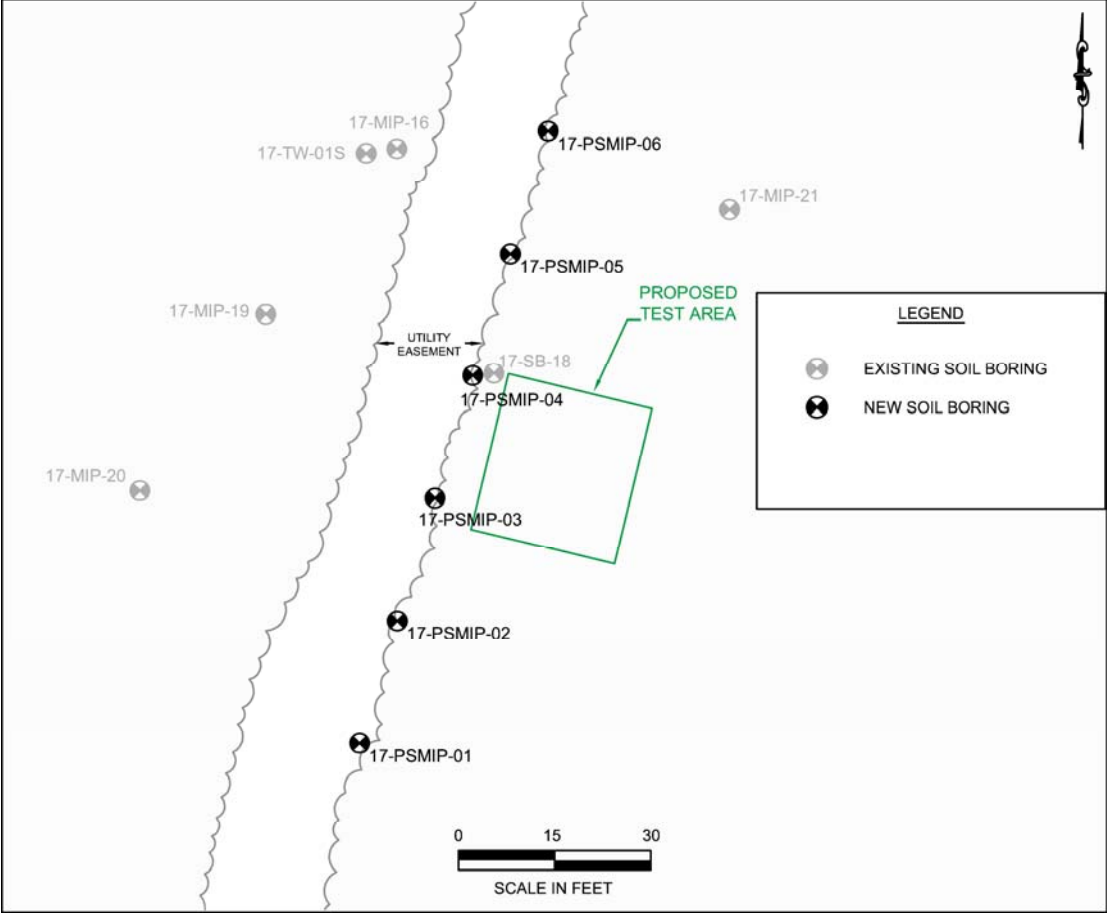 17-MIP-16
17-TW-01S
17-PSMIP-06
17-MIP-21
17-PSMIP-05
PROPOSED
TEST AREA
17-MIP-19
LEGEND
UTILITY
EASEMENT
17-SB-18
EXISTING SOIL BORING
17-PSMIP-04
NEW SOIL BORING
17-MIP-20
17-PSMIP-03
17-PSMIP-02
17-PSMIP-01
0 15 30
SCALE IN FEET